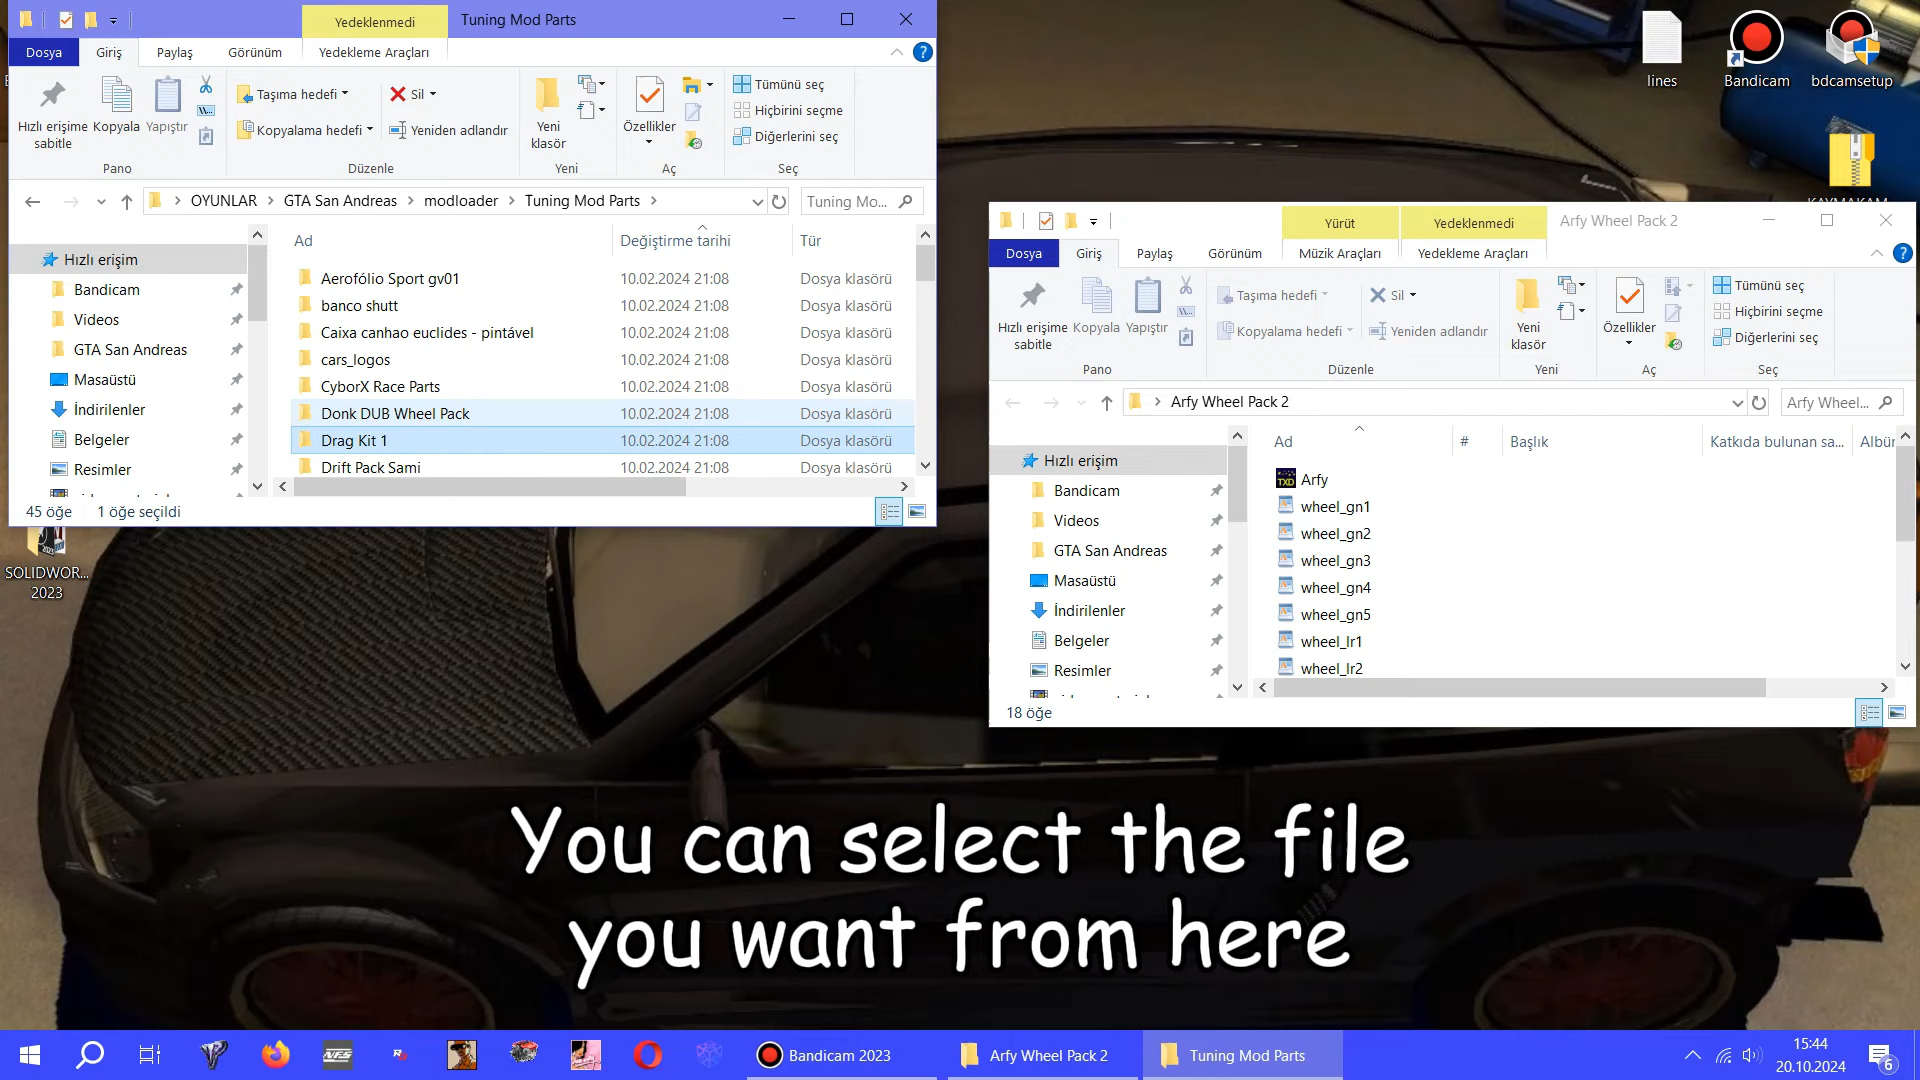 Yedeklenmedi
Tuning Mod Parts
Dosya
Giriş
Paylaş
Görünüm
Yedekleme Araçları
Hızlı erişime sabitle
Kopyala
Yapıştır
Taşıma hedefi
Kopyalama hedefi
Sil
Yeniden adlandır
Yeni klasör
Özellikler
Tümünü seç
Hiçbirini seçme
Diğerlerini seç
Pano
Düzenle
Yeni
Aç
Seç
OYUNLAR > GTA San Andreas > modloader > Tuning Mod Parts >
Tuning Mo...
Hızlı erişim
Bandicam
Videos
GTA San Andreas
Masaüstü
İndirilenler
Belgeler
Resimler
Ad Değiştirme tarihi Tür
Aerofólio Sport gv01 10.02.2024 21:08 Dosya klasörü
banco shutt 10.02.2024 21:08 Dosya klasörü
Caixa canhao euclides - pintável 10.02.2024 21:08 Dosya klasörü
cars_logos 10.02.2024 21:08 Dosya klasörü
CyborX Race Parts 10.02.2024 21:08 Dosya klasörü
Donk DUB Wheel Pack 10.02.2024 21:08 Dosya klasörü
Drag Kit 1 10.02.2024 21:08 Dosya klasörü
Drift Pack Sami 10.02.2024 21:08 Dosya klasörü
45 öğe 1 öğe seçildi
SOLIDWOR...
2023
lines
Bandicam
bdcamsetup
Yürüt
Yedeklenmedi
Arfy Wheel Pack 2
Dosya
Giriş
Paylaş
Görünüm
Müzik Araçları
Yedekleme Araçları
Hızlı erişime sabitle
Kopyala
Yapıştır
Taşıma hedefi
Kopyalama hedefi
Sil
Yeniden adlandır
Yeni klasör
Özellikler
Tümünü seç
Hiçbirini seçme
Diğerlerini seç
Pano
Düzenle
Yeni
Aç
Seç
> Arfy Wheel Pack 2
Arfy Wheel...
Hızlı erişim
Bandicam
Videos
GTA San Andreas
Masaüstü
İndirilenler
Belgeler
Resimler
Ad # Başlık Katkıda bulunan sa... Albür
TXD
Arfy
wheel_gn1
wheel_gn2
wheel_gn3
wheel_gn4
wheel_gn5
wheel_lr1
wheel_lr2
18 öğe
You can select the file
you want from here
NFS
Bandicam 2023
Arfy Wheel Pack 2
Tuning Mod Parts
15:44
20.10.2024
6